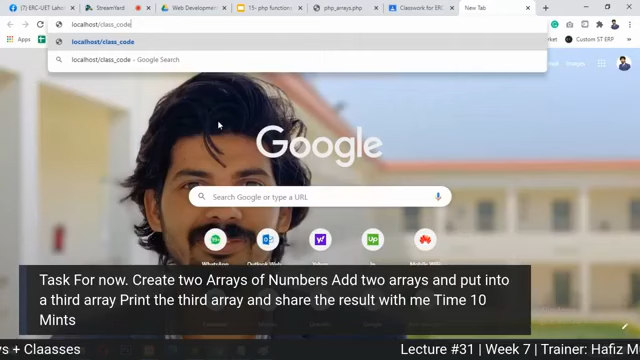 (3) ERC-UET Lahore
StreamYard
Web Developmen
15- php function
php_arrays.php
Classwork for ERC
New Tab
localhost/class_code
Apps
Custom ST ERP
localhost/class_code
localhost/class_code - Google Search
Images
Google
Search Google or type a URL
WhatsApp
Task For now. Create two Arrays of Numbers Add two arrays and put into
a third array Print the third array and share the result with me Time 10
Mints
ys + Claasses
Lecture #31 | Week 7 | Trainer: Hafiz M